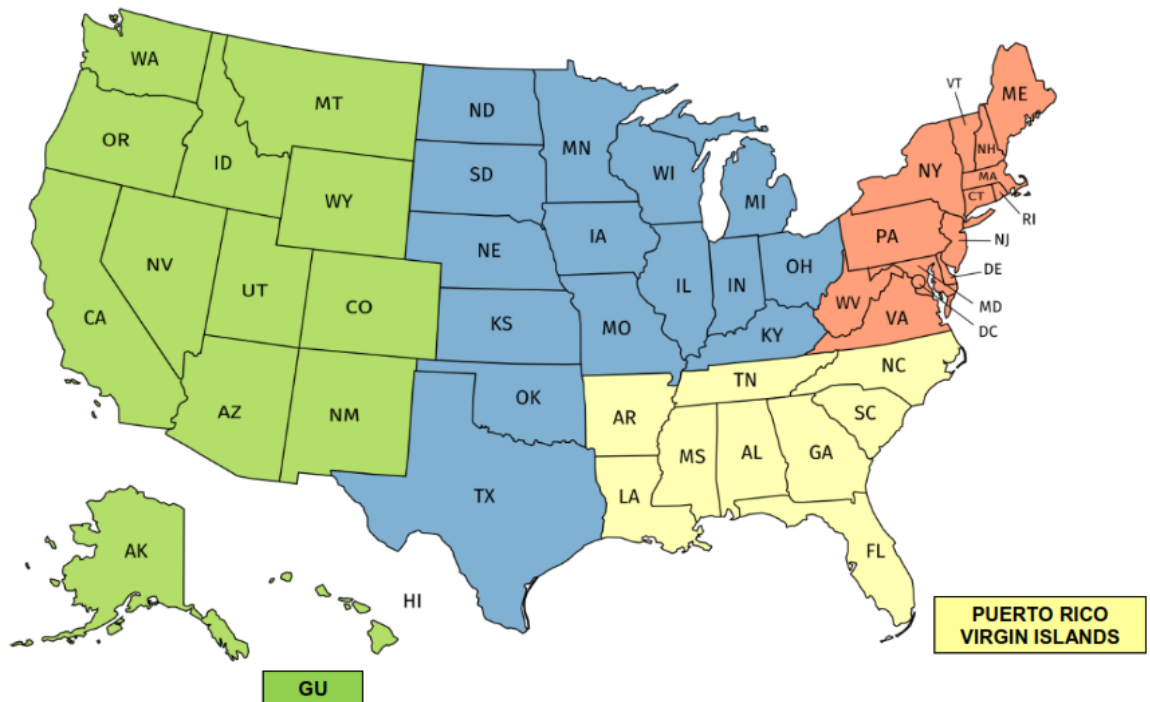 WA
VT
ME
MT
ND
OR
MN
NH
ID
SD
WI
NY
MA
WY
MI
CT
RI
NV
NE
IA
PA
NJ
UT
OH
DE
CO
IL
IN
CA
KS
MO
WV
MD
KY
VA
DC
NC
TN
OK
AZ
NM
AR
SC
MS
AL
GA
TX
LA
AK
FL
HI
PUERTO RICO
VIRGIN ISLANDS
GU